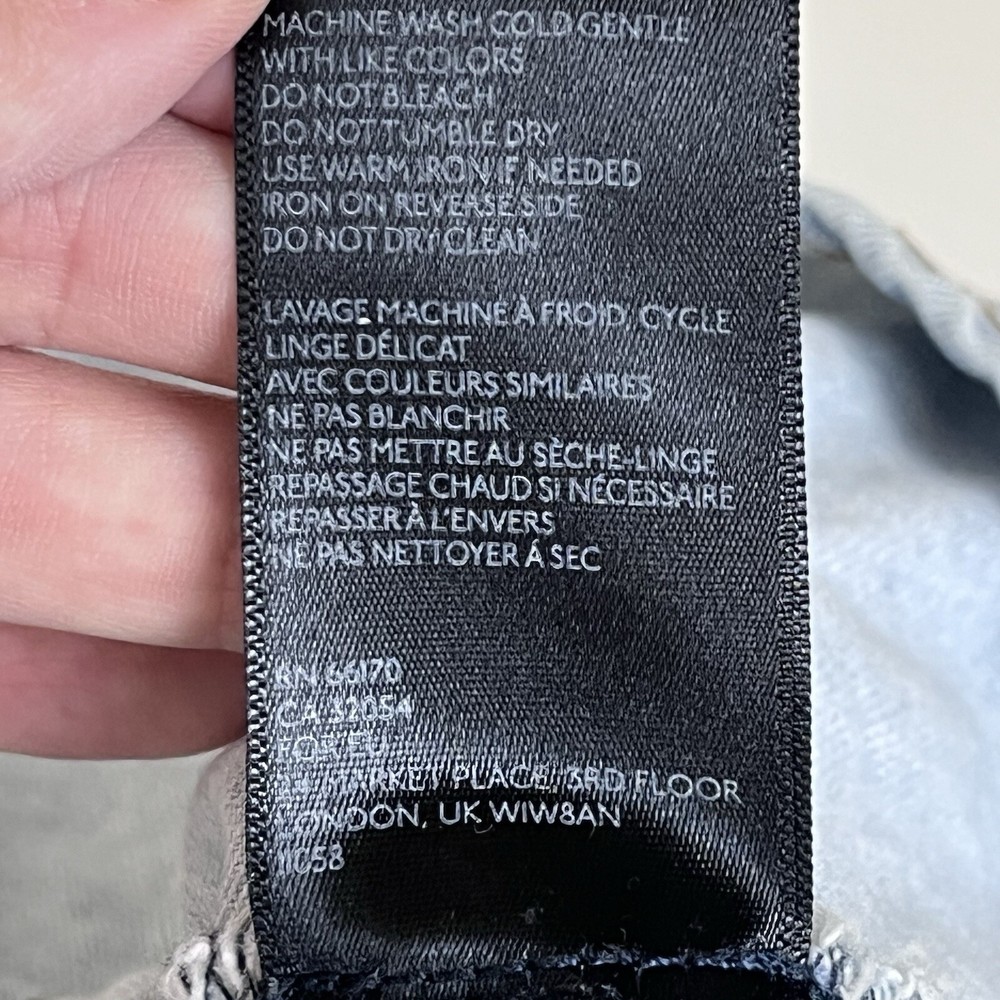 MACHINE WASH COLD GENTLE
WITH LIKE COLORS
DO NOT BLEACH
DO NOT TUMBLE DRY
USE WARM IRON IF NEEDED
IRON ON REVERSE SIDE
DO NOT DRY CLEAN
LAVAGE MACHINE À FROID, CYCLE
LINGE DÉLICAT
AVEC COULEURS SIMILAIRES
NE PAS BLANCHIR
NE PAS METTRE AU SÈCHE-LINGE
REPASSAGE CHAUD SI NÉCESSAIRE
REPASSER À L'ENVERS
NE PAS NETTOYER Á SEC
RN 66170
CA 32054
FOR EU
MARKET PLACE, 3RD FLOOR
LONDON, UK W1W8AN
1058